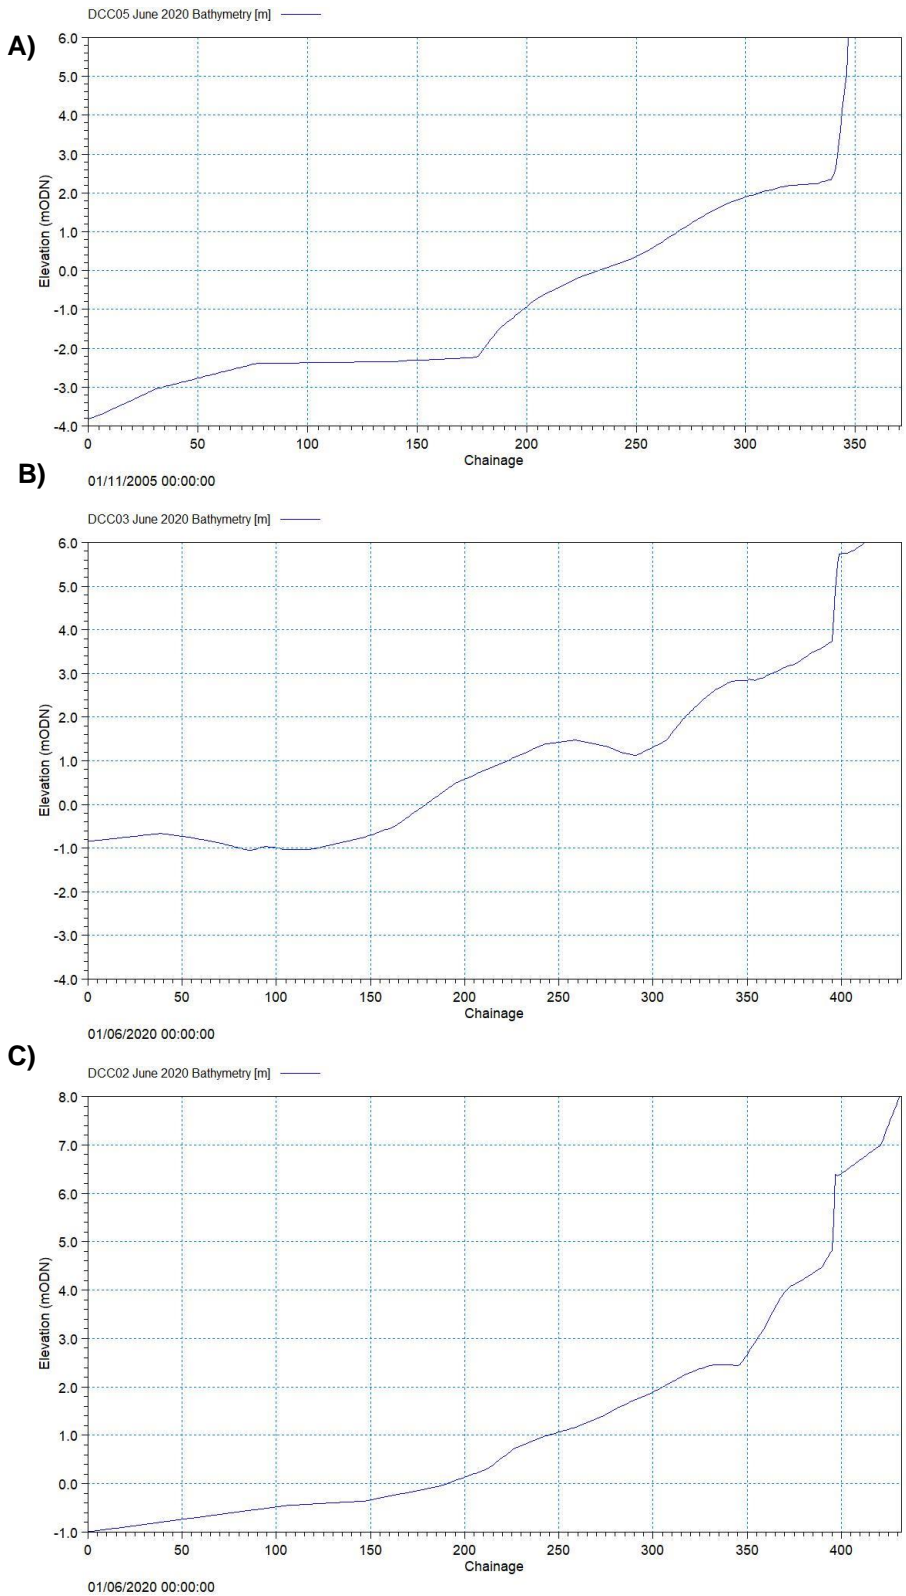 A)
DCC05 June 2020 Bathymetry [m]
6.0
5.0
4.0
3.0
2.0
1.0
0.0
-1.0
-2.0
-3.0
-4.0
Elevation (mODN)
0 50 100 150 200 250 300 350
Chainage
01/11/2005 00:00:00
B)
DCC03 June 2020 Bathymetry [m]
6.0
5.0
4.0
3.0
2.0
1.0
0.0
-1.0
-2.0
-3.0
-4.0
Elevation (mODN)
0 50 100 150 200 250 300 350 400
Chainage
01/06/2020 00:00:00
C)
DCC02 June 2020 Bathymetry [m]
8.0
7.0
6.0
5.0
4.0
3.0
2.0
1.0
0.0
-1.0
Elevation (mODN)
0 50 100 150 200 250 300 350 400
Chainage
01/06/2020 00:00:00